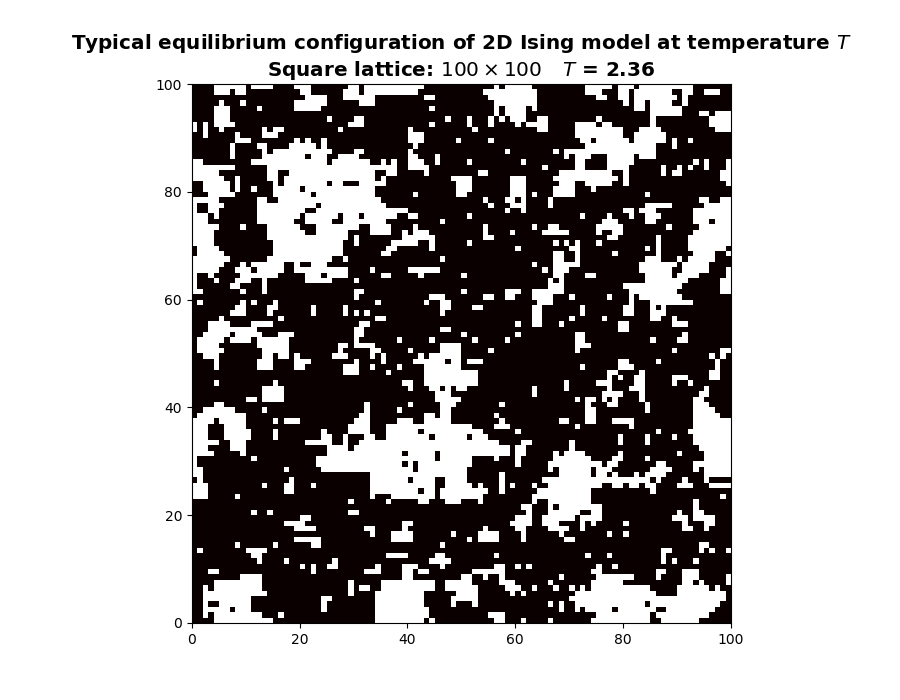 Typical equilibrium configuration of 2D Ising model at temperature T
Square lattice: 100 × 100 T = 2.36
100
80
60
40
20
0
0 20 40 60 80 100